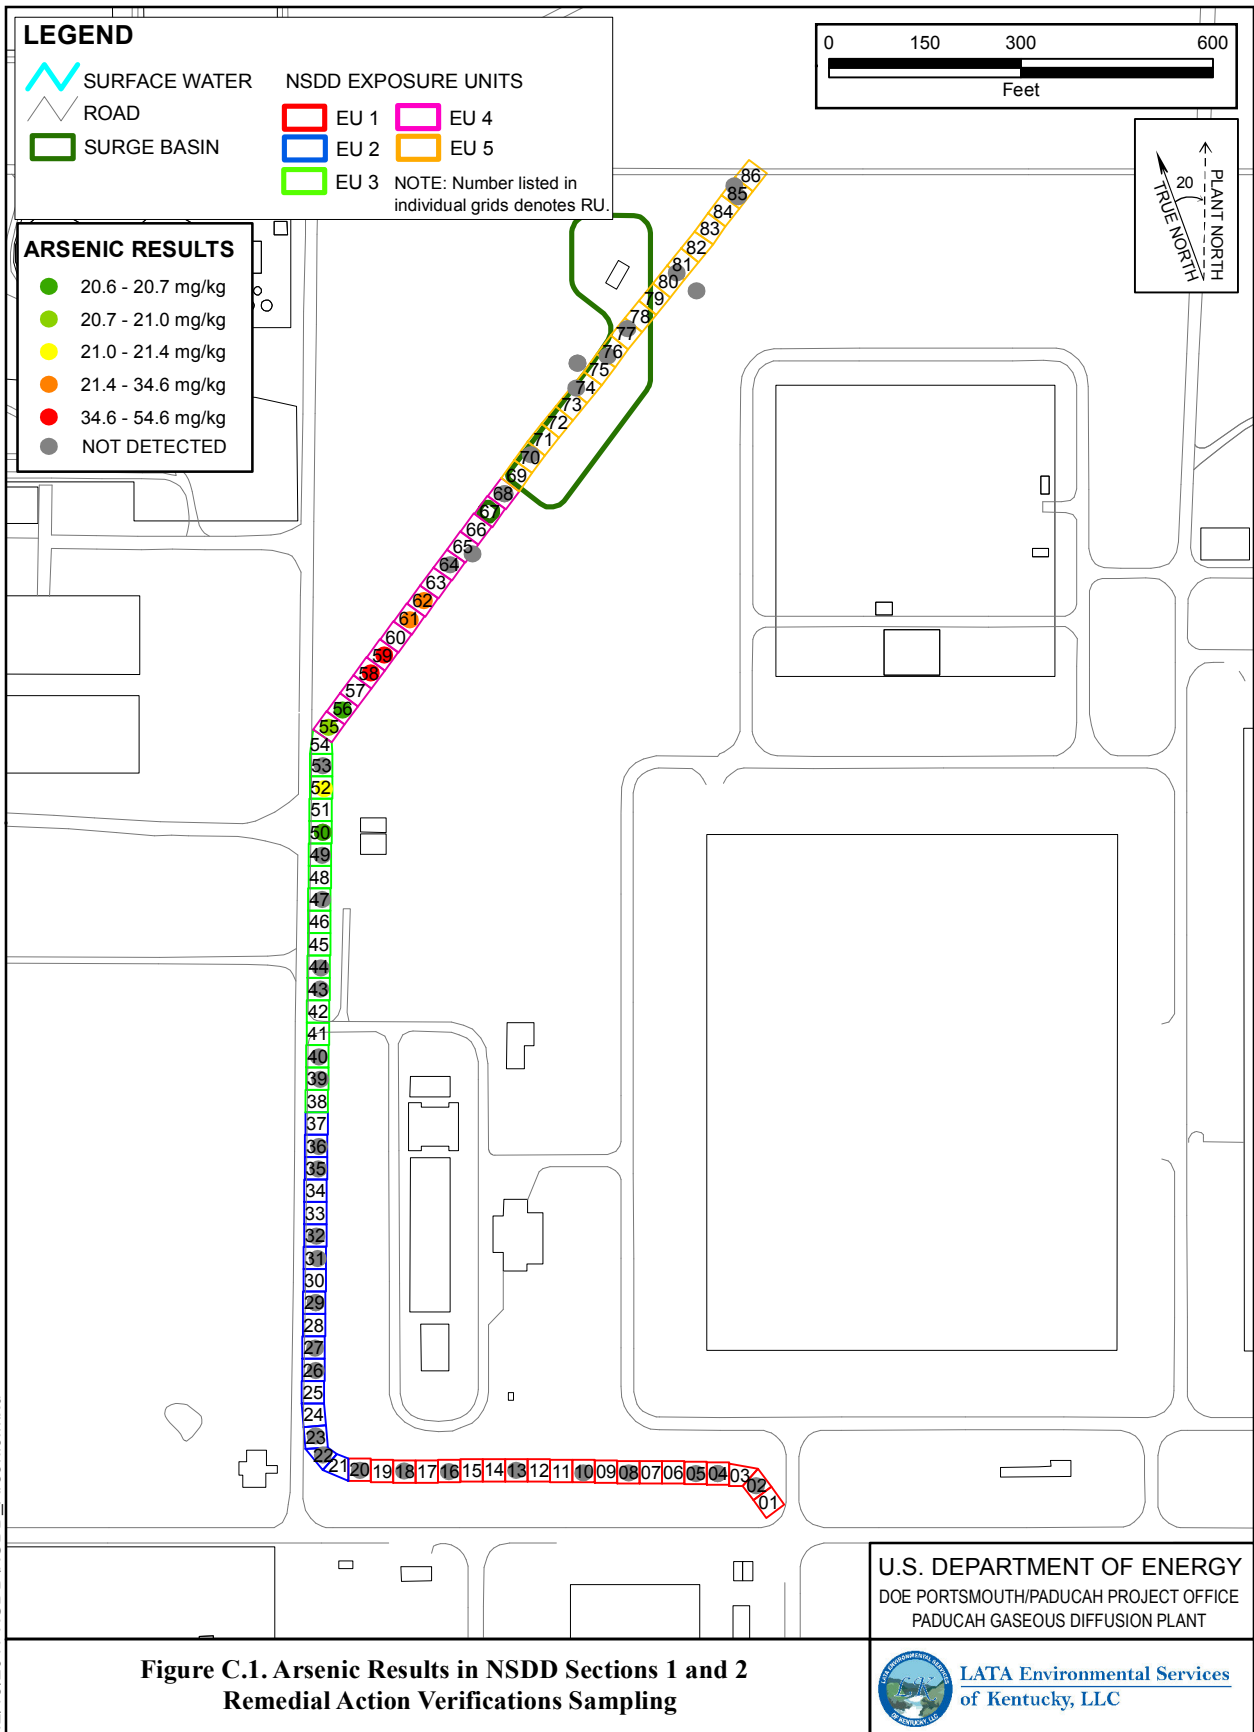 LEGEND
SURFACE WATER
ROAD
SURGE BASIN
NSDD EXPOSURE UNITS
EU 1
EU 2
EU 3
EU 4
EU 5
NOTE: Number listed in
individual grids denotes RU.
0 150 300 600
Feet
20
TRUE NORTH
PLANT NORTH
ARSENIC RESULTS
20.6 - 20.7 mg/kg
20.7 - 21.0 mg/kg
21.0 - 21.4 mg/kg
21.4 - 34.6 mg/kg
34.6 - 54.6 mg/kg
NOT DETECTED
86
85
84
83
82
81
80
79
78
77
76
75
74
73
72
71
70
69
68
67
66
65
64
63
62
61
60
59
58
57
56
55
54
53
52
51
50
49
48
47
46
45
44
43
42
41
40
39
38
37
36
35
34
33
32
31
30
29
28
27
26
25
24
23
22
21 20 19 18 17 16 15 14 13 12 11 10 09 08 07 06 05 04 03
02
01
U.S. DEPARTMENT OF ENERGY
DOE PORTSMOUTH/PADUCAH PROJECT OFFICE
PADUCAH GASEOUS DIFFUSION PLANT
Figure C.1. Arsenic Results in NSDD Sections 1 and 2
Remedial Action Verifications Sampling
LATA ENVIRONMENTAL SERVICES
OF KENTUCKY, LLC
LATA Environmental Services
of Kentucky, LLC